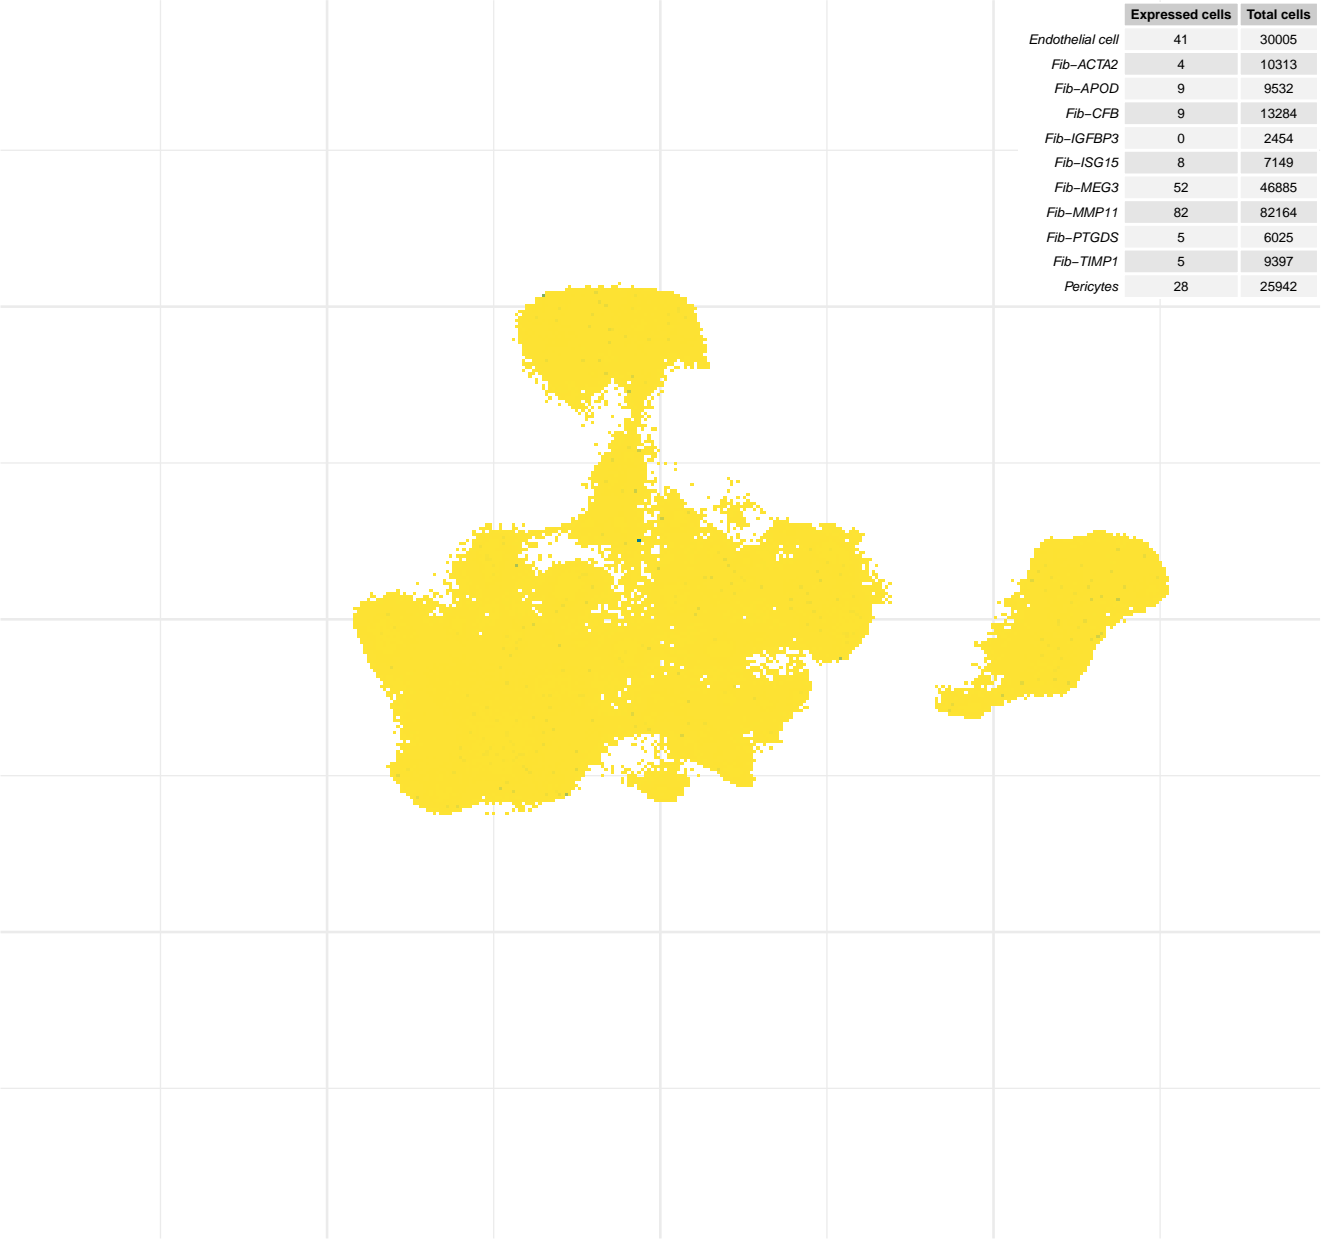 Expressed cells Total cells
Endothelial cell 41 30005
Fib−ACTA2 4 10313
Fib−APOD 9 9532
Fib−CFB 9 13284
Fib−IGFBP3 0 2454
Fib−ISG15 8 7149
Fib−MEG3 52 46885
Fib−MMP11 82 82164
Fib−PTGDS 5 6025
Fib−TIMP1 5 9397
Pericytes 28 25942